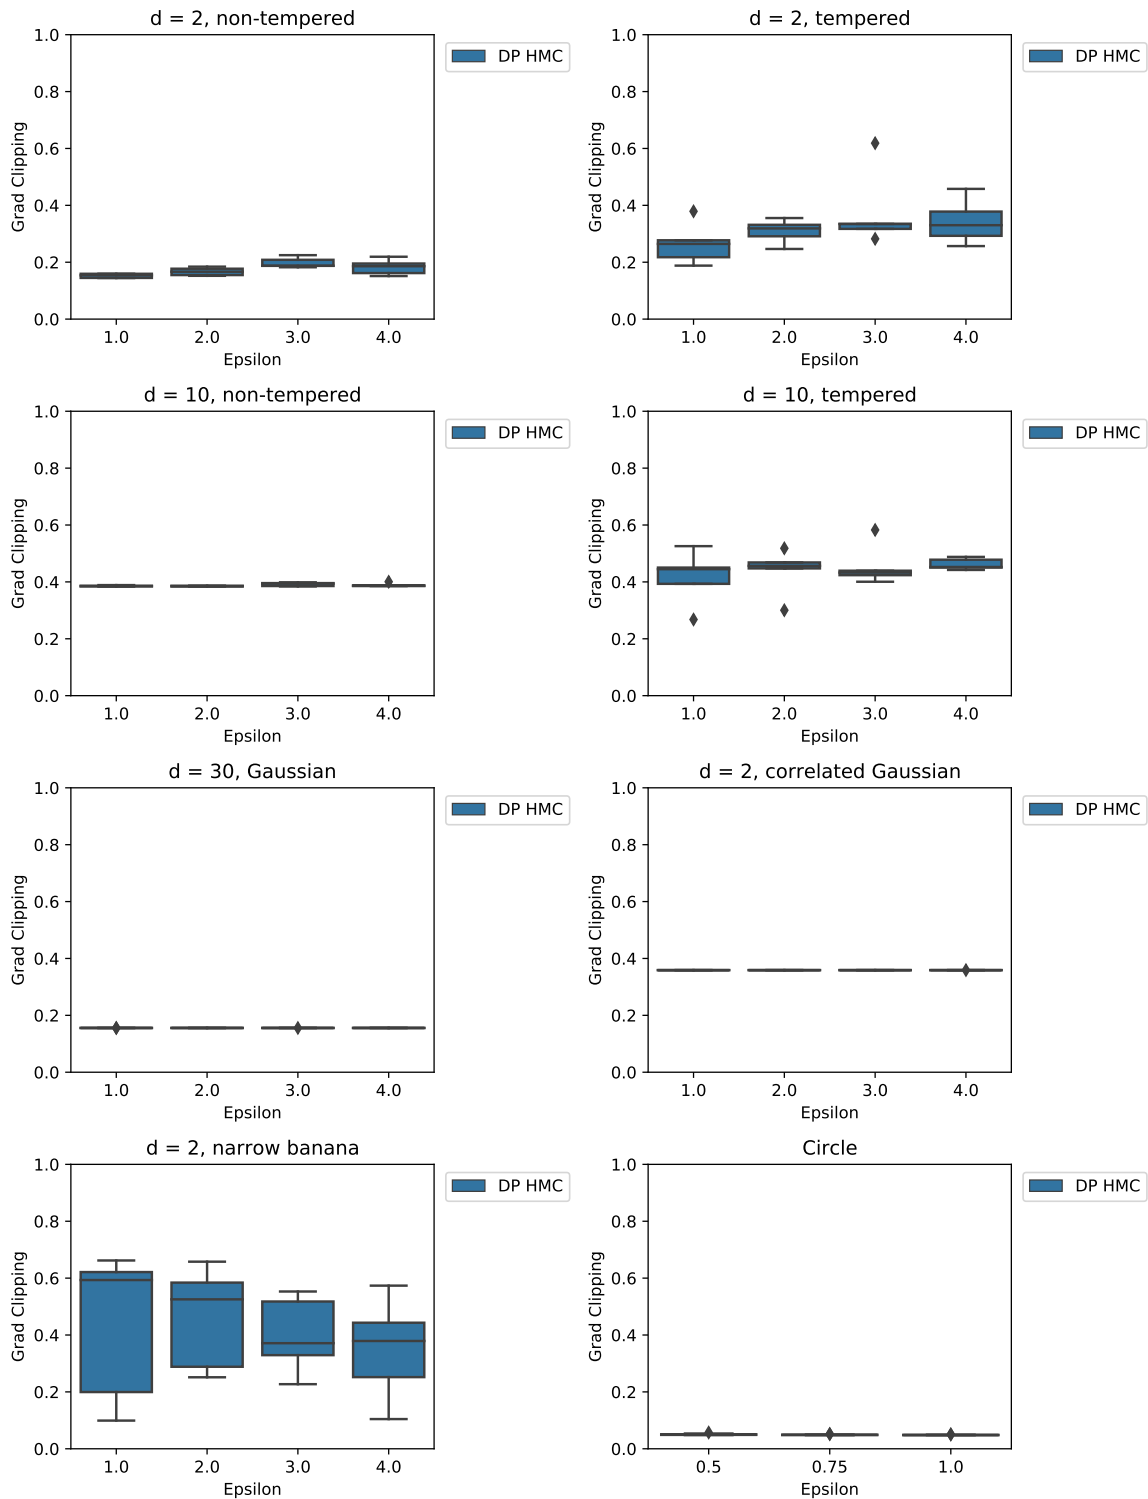 d = 2, non-tempered
DP HMC
Grad Clipping
1.0
0.8
0.6
0.4
0.2
0.0
1.0 2.0 3.0 4.0
Epsilon
d = 2, tempered
DP HMC
Grad Clipping
1.0
0.8
0.6
0.4
0.2
0.0
1.0 2.0 3.0 4.0
Epsilon
d = 10, non-tempered
DP HMC
Grad Clipping
1.0
0.8
0.6
0.4
0.2
0.0
1.0 2.0 3.0 4.0
Epsilon
d = 10, tempered
DP HMC
Grad Clipping
1.0
0.8
0.6
0.4
0.2
0.0
1.0 2.0 3.0 4.0
Epsilon
d = 30, Gaussian
DP HMC
Grad Clipping
1.0
0.8
0.6
0.4
0.2
0.0
1.0 2.0 3.0 4.0
Epsilon
d = 2, correlated Gaussian
DP HMC
Grad Clipping
1.0
0.8
0.6
0.4
0.2
0.0
1.0 2.0 3.0 4.0
Epsilon
d = 2, narrow banana
DP HMC
Grad Clipping
1.0
0.8
0.6
0.4
0.2
0.0
1.0 2.0 3.0 4.0
Epsilon
Circle
DP HMC
Grad Clipping
1.0
0.8
0.6
0.4
0.2
0.0
0.5 0.75 1.0
Epsilon